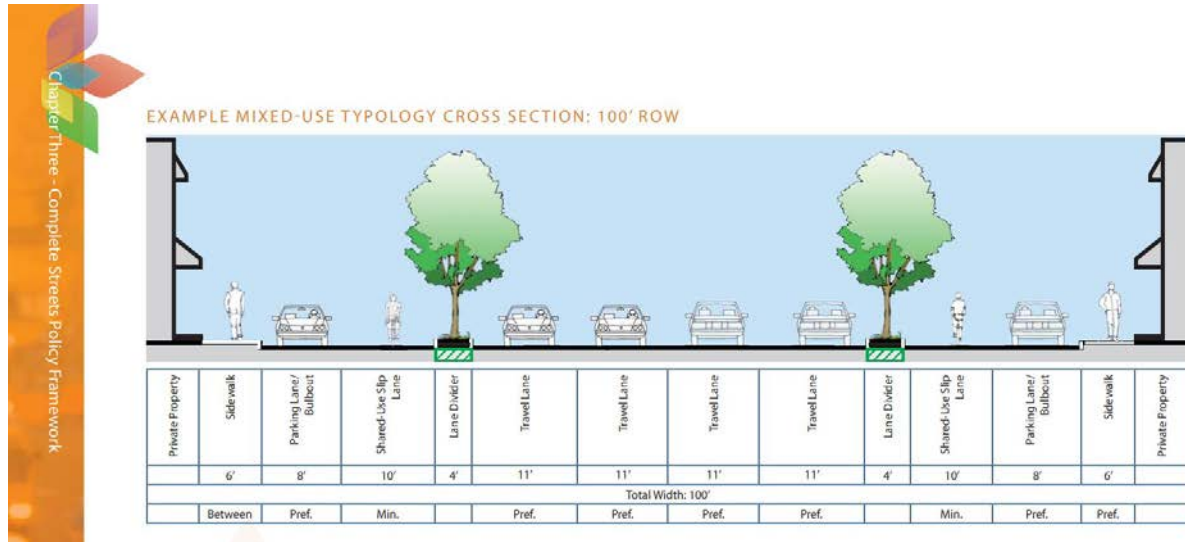 Chapter Three - Complete Streets Policy Framework
EXAMPLE MIXED-USE TYPOLOGY CROSS SECTION: 100' ROW
Private Property
Sidewalk
Parking Lane/
Bulbout
Shared-Use Slip
Lane
Lane Divider
Travel Lane
Travel Lane
Travel Lane
Travel Lane
Lane Divider
Shared-Use Slip
Lane
Parking Lane/
Bulbout
Sidewalk
Private Property
6' 8' 10' 4' 11' 11' 11' 11' 4' 10' 8' 6'
Total Width: 100'
Between Pref. Min. Pref. Pref. Pref. Pref. Min. Pref. Pref.